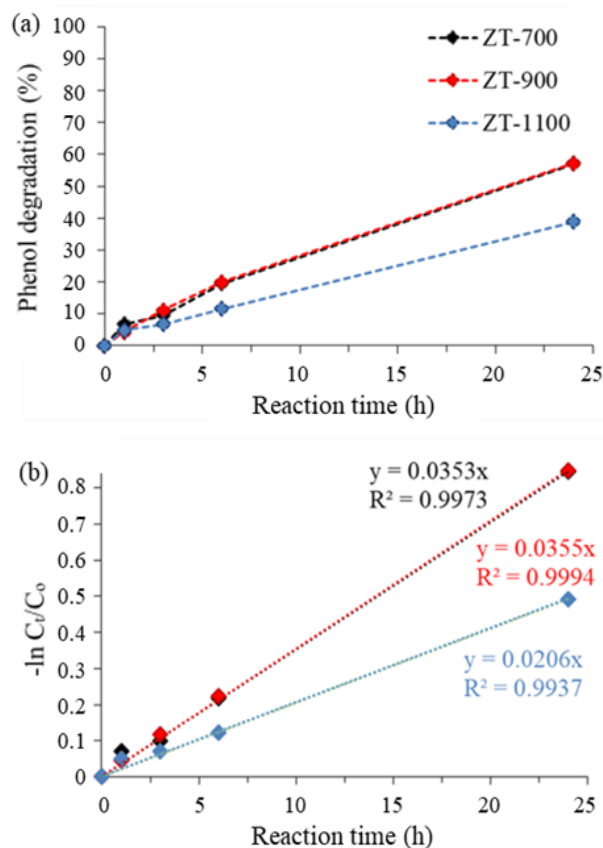 (a)
Phenol degradation (%)
100
90
80
70
60
50
40
30
20
10
0
ZT-700
ZT-900
ZT-1100
0 5 10 15 20 25
Reaction time (h)
(b)
-ln Cₜ/Cₒ
0.8
0.7
0.6
0.5
0.4
0.3
0.2
0.1
0
y = 0.0353x
R² = 0.9973
y = 0.0355x
R² = 0.9994
y = 0.0206x
R² = 0.9937
0 5 10 15 20 25
Reaction time (h)